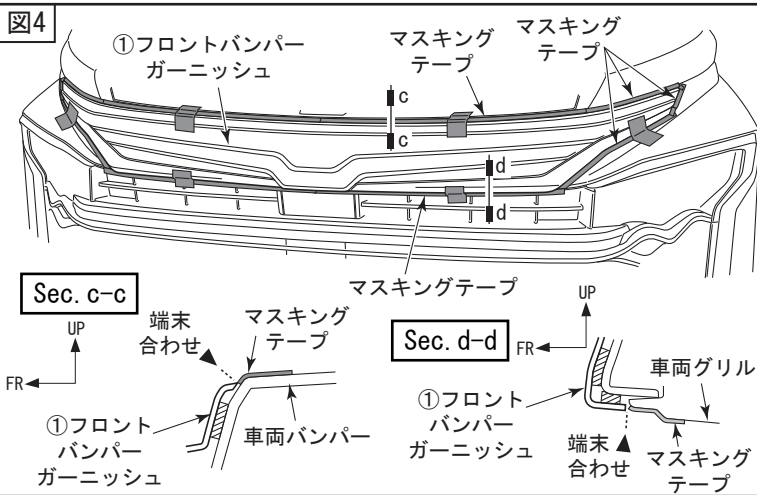 図4
①フロントバンパー
ガーニッシュ
マスキング
テープ
マスキング
テープ
c
c
d
d
マスキングテープ
Sec. c-c
UP
FR
端末
合わせ
マスキング
テープ
①フロント
バンパー
ガーニッシュ
車両バンパー
Sec. d-d
UP
FR
車両グリル
①フロント
バンパー
ガーニッシュ
端末
合わせ
マスキング
テープ